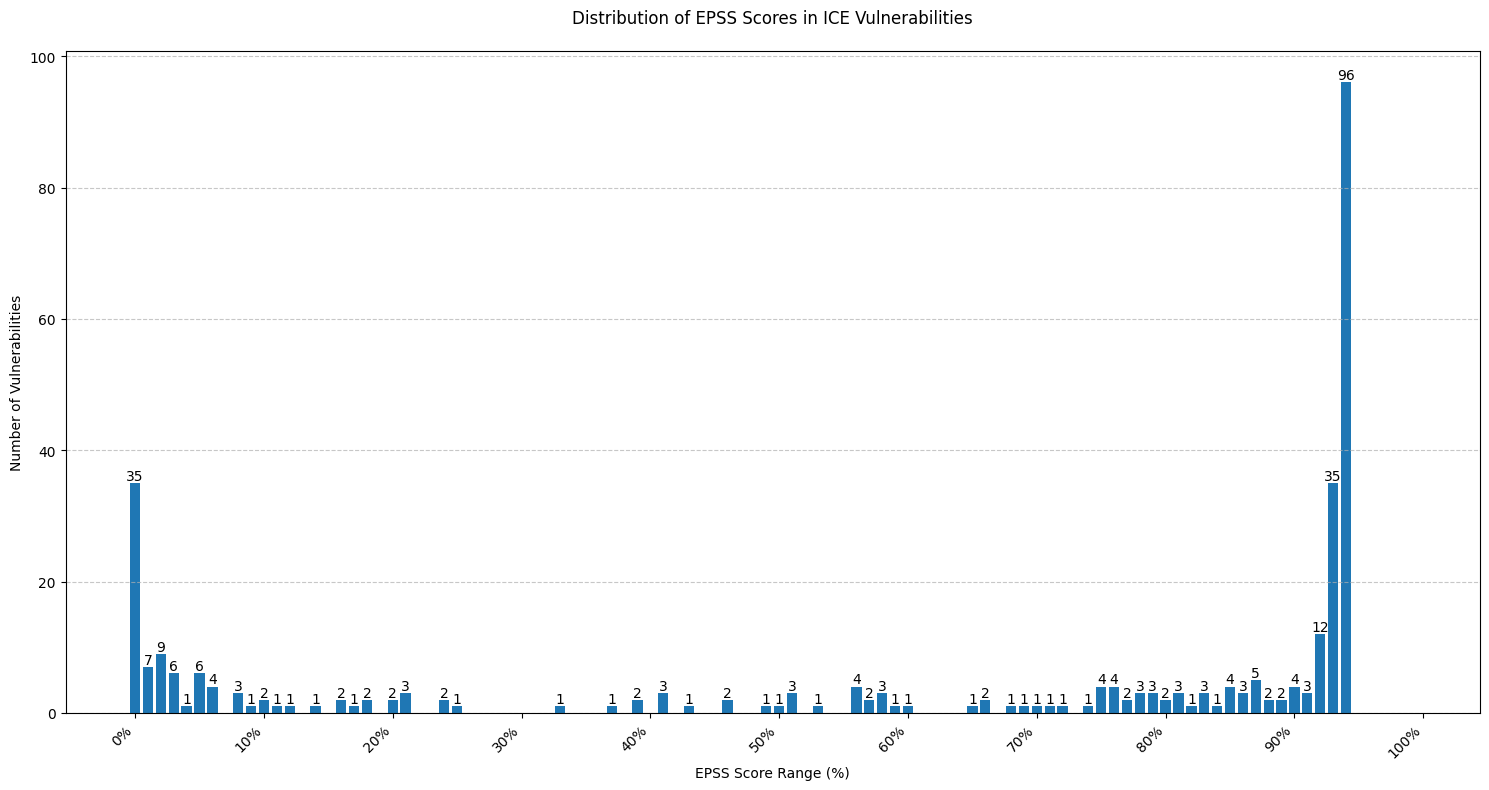 Distribution of EPSS Scores in ICE Vulnerabilities
Number of Vulnerabilities
100
80
60
40
20
0
35 7 9 6 1 6 4 3 1 2 1 1 1 2 1 2 2 3 2 1 1 1 2 3 1 2 1 1 3 1 4 2 3 1 1 1 2 1 1 1 1 1 1 4 4 2 3 3 2 3 1 3 1 4 3 5 2 2 4 3 12 35 96
0% 10% 20% 30% 40% 50% 60% 70% 80% 90% 100%
EPSS Score Range (%)